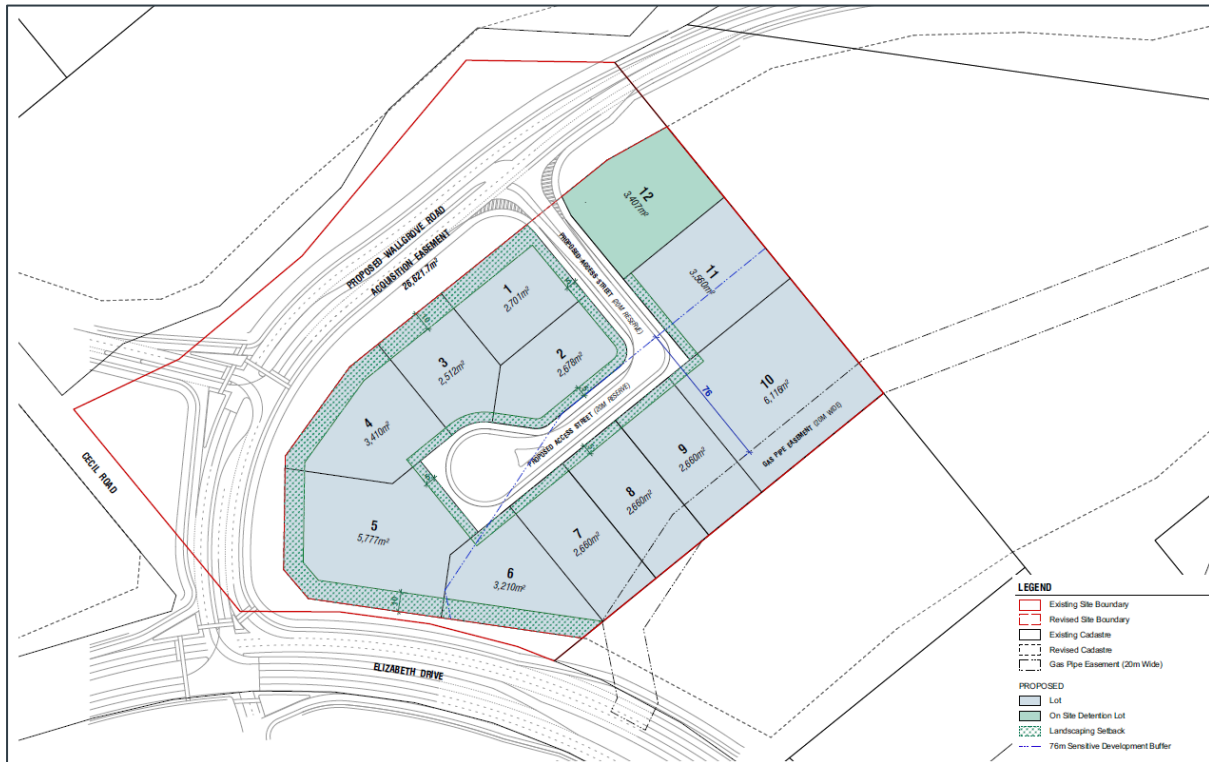 PROPOSED WALLGROVE ROAD
ACQUISITION EASEMENT
26,621.7m²
12
3,407m²
PROPOSED ACCESS STREET (20M RESERVE)
11
3,560m²
1
2,701m²
2
2,678m²
3
2,512m²
4
3,410m²
5
5,777m²
PROPOSED ACCESS STREET (20M RESERVE)
76
10
6,116m²
GAS PIPE EASEMENT (20M WIDE)
9
2,660m²
8
2,660m²
7
2,660m²
6
3,210m²
CECIL ROAD
ELIZABETH DRIVE
LEGEND
Existing Site Boundary
Revised Site Boundary
Existing Cadastre
Revised Cadastre
Gas Pipe Easement (20m Wide)
PROPOSED
Lot
On Site Detention Lot
Landscaping Setback
76m Sensitive Development Buffer